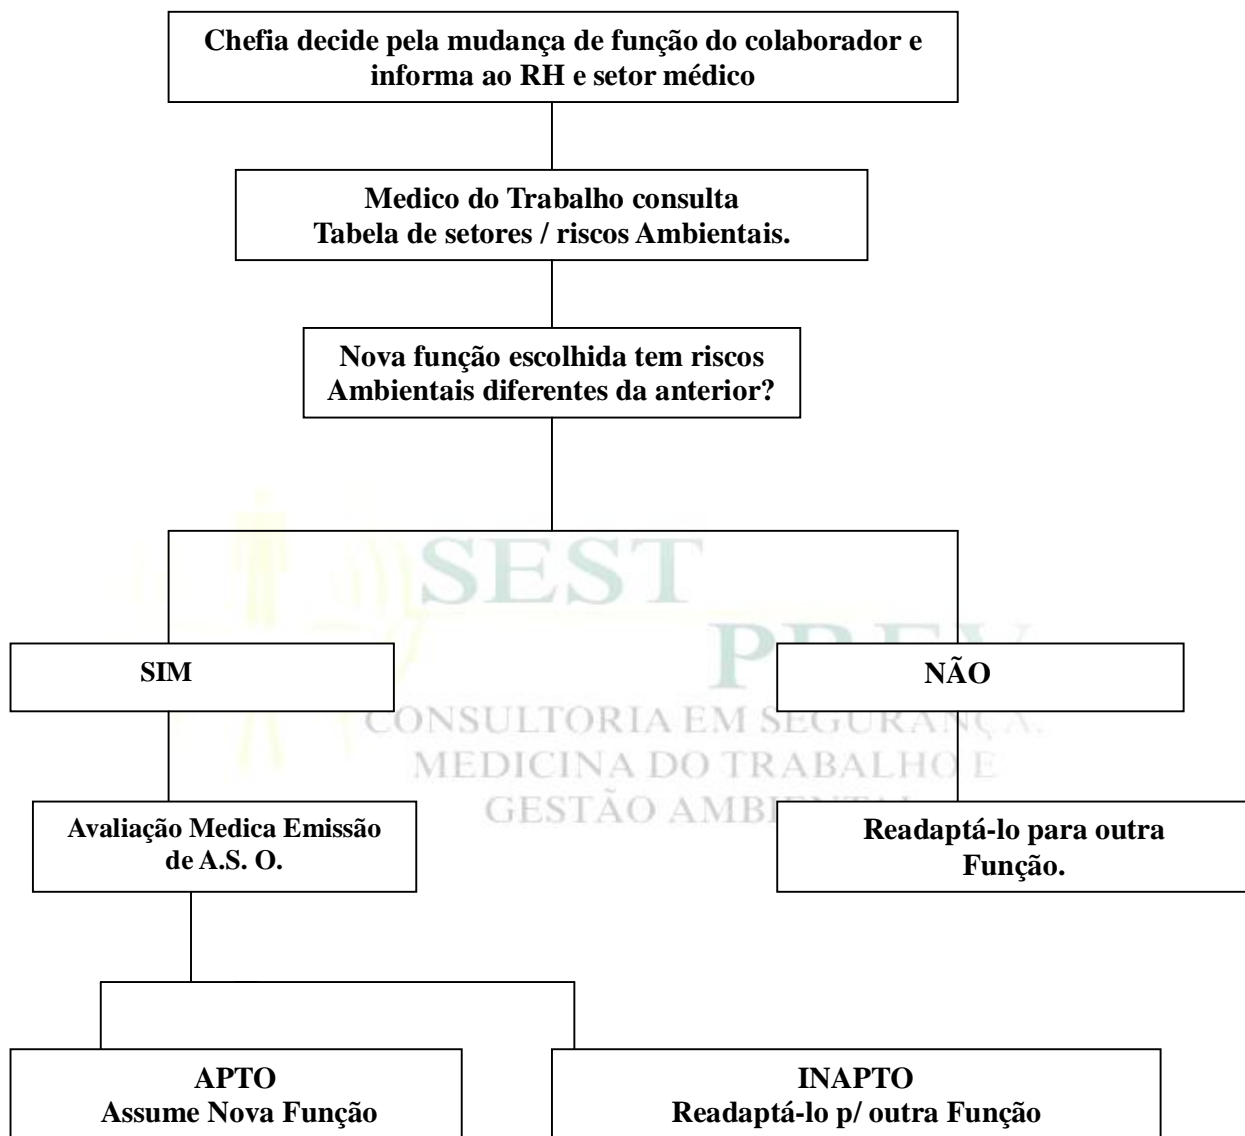 Chefia decide pela mudança de função do colaborador e
informa ao RH e setor médico
Medico do Trabalho consulta
Tabela de setores / riscos Ambientais.
Nova função escolhida tem riscos
Ambientais diferentes da anterior?
SEST
PREV
SIM
NÃO
CONSULTORIA EM SEGURANÇA,
MEDICINA DO TRABALHO E
GESTÃO AMBIENTAL
Avaliação Medica Emissão
de A.S. O.
Readaptá-lo para outra
Função.
APTO
Assume Nova Função
INAPTO
Readaptá-lo p/ outra Função